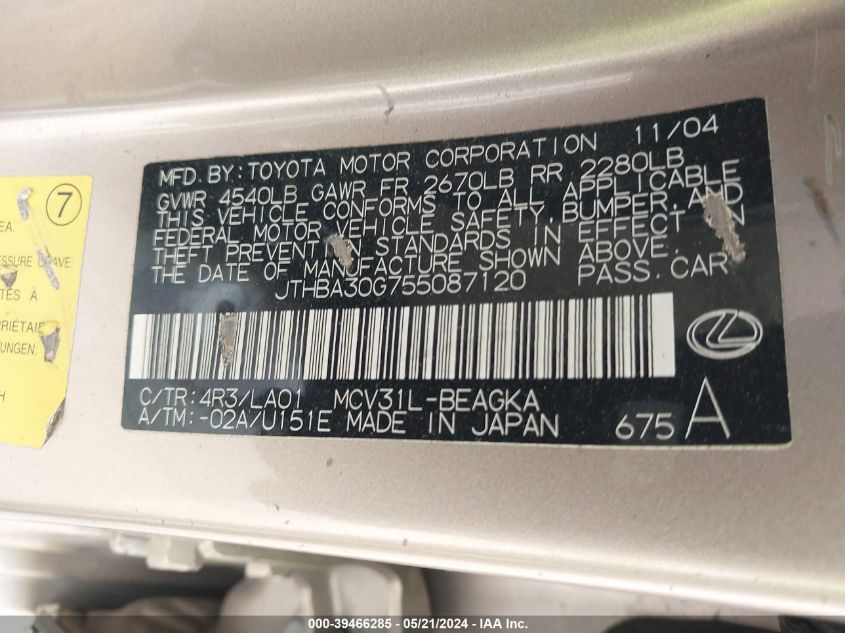 MFD. BY: TOYOTA MOTOR CORPORATION 11/04
GVWR 4540LB GAWR FR 2670LB RR 2280LB
THIS VEHICLE CONFORMS TO ALL APPLICABLE
FEDERAL MOTOR VEHICLE SAFETY, BUMPER, AND
THEFT PREVENTION STANDARDS IN EFFECT ON
THE DATE OF MANUFACTURE SHOWN ABOVE.
JTHBA30G755087120 PASS. CAR
C/TR: 4R3/LA01 MCV31L-BEAGKA
A/TM: -02A/U151E MADE IN JAPAN 675 A
7
EA.
À
H
000-39466285 - 05/21/2024 - IAA, Inc.